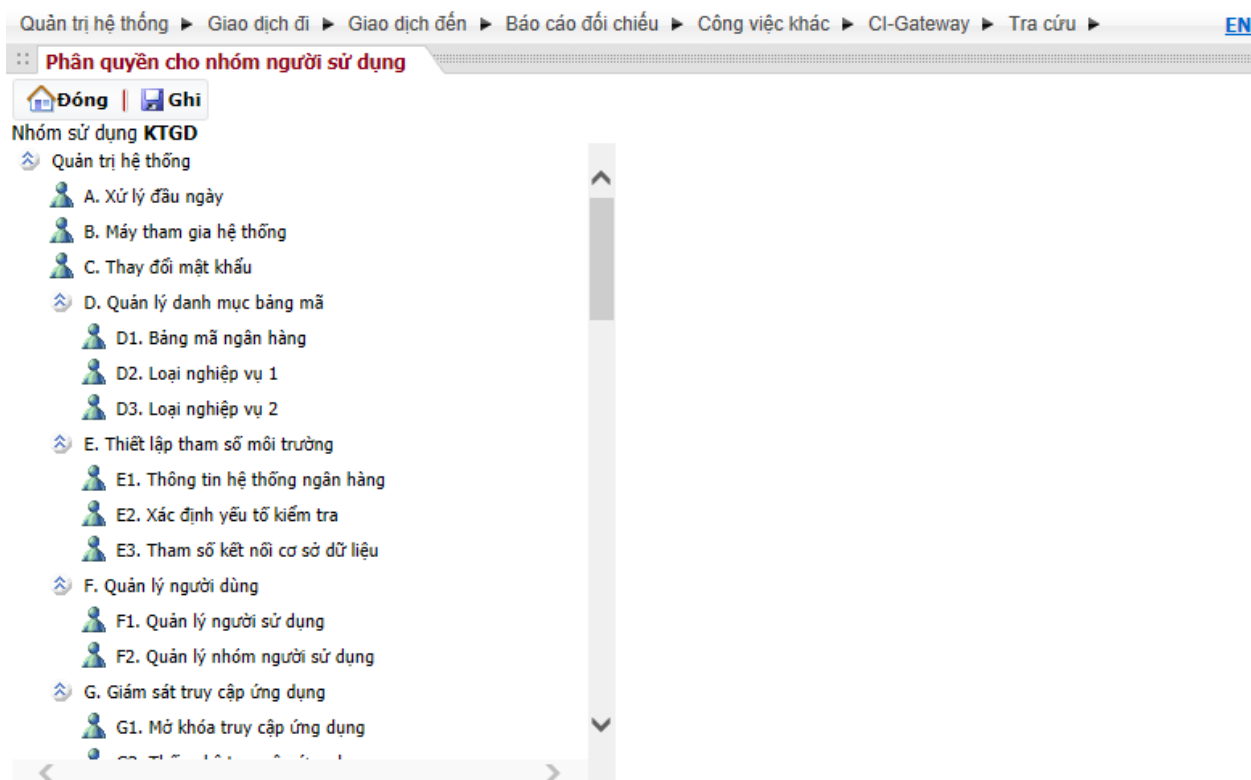 Quản trị hệ thống ► Giao dịch đi ► Giao dịch đến ► Báo cáo đối chiếu ► Công việc khác ► CI-Gateway ► Tra cứu ► EN
Phân quyền cho nhóm người sử dụng
Đóng | Ghi
Nhóm sử dụng KTGD
Quản trị hệ thống
A. Xử lý đầu ngày
B. Máy tham gia hệ thống
C. Thay đổi mật khẩu
D. Quản lý danh mục bảng mã
D1. Bảng mã ngân hàng
D2. Loại nghiệp vụ 1
D3. Loại nghiệp vụ 2
E. Thiết lập tham số môi trường
E1. Thông tin hệ thống ngân hàng
E2. Xác định yếu tố kiểm tra
E3. Tham số kết nối cơ sở dữ liệu
F. Quản lý người dùng
F1. Quản lý người sử dụng
F2. Quản lý nhóm người sử dụng
G. Giám sát truy cập ứng dụng
G1. Mở khóa truy cập ứng dụng